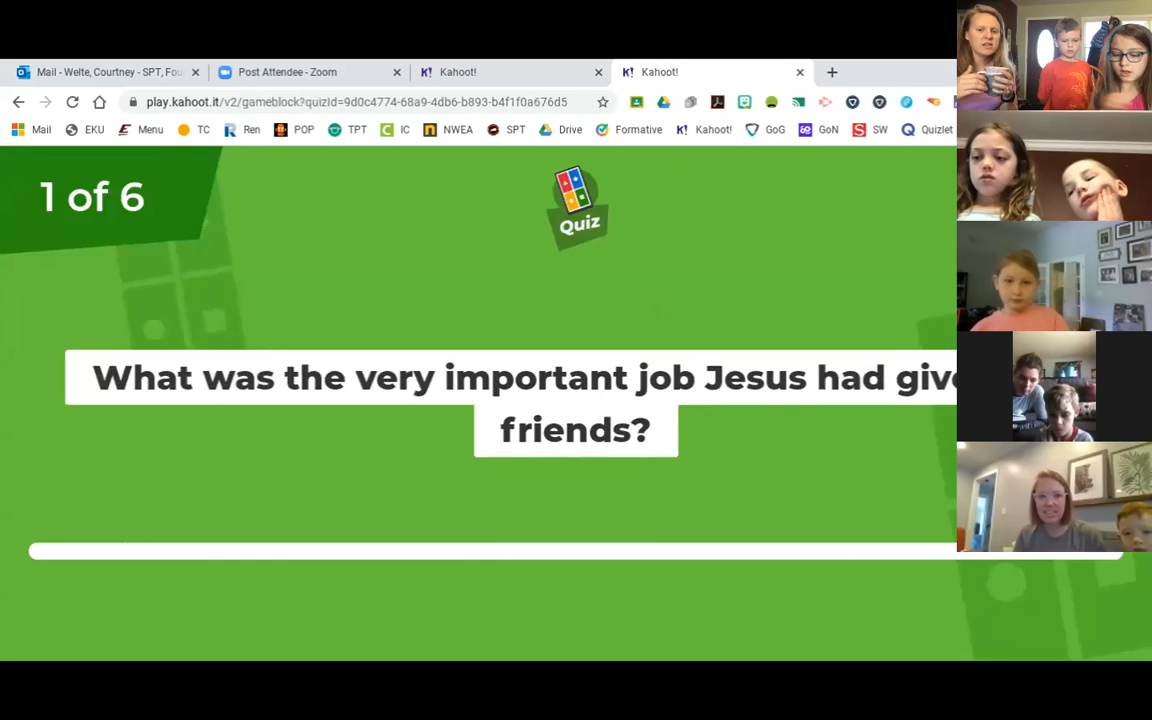 Mail - Welte, Courtney - SPT, Fou
Post Attendee - Zoom
Kahoot!
Kahoot!
play.kahoot.it/v2/gameblock?quizId=9d0c4774-68a9-4db6-b893-b4f1f0a676d5
Mail EKU Menu TC Ren POP TPT IC NWEA SPT Drive Formative Kahoot! GoG GoN SW Quizlet
1 of 6
Quiz
What was the very important job Jesus had give
friends?